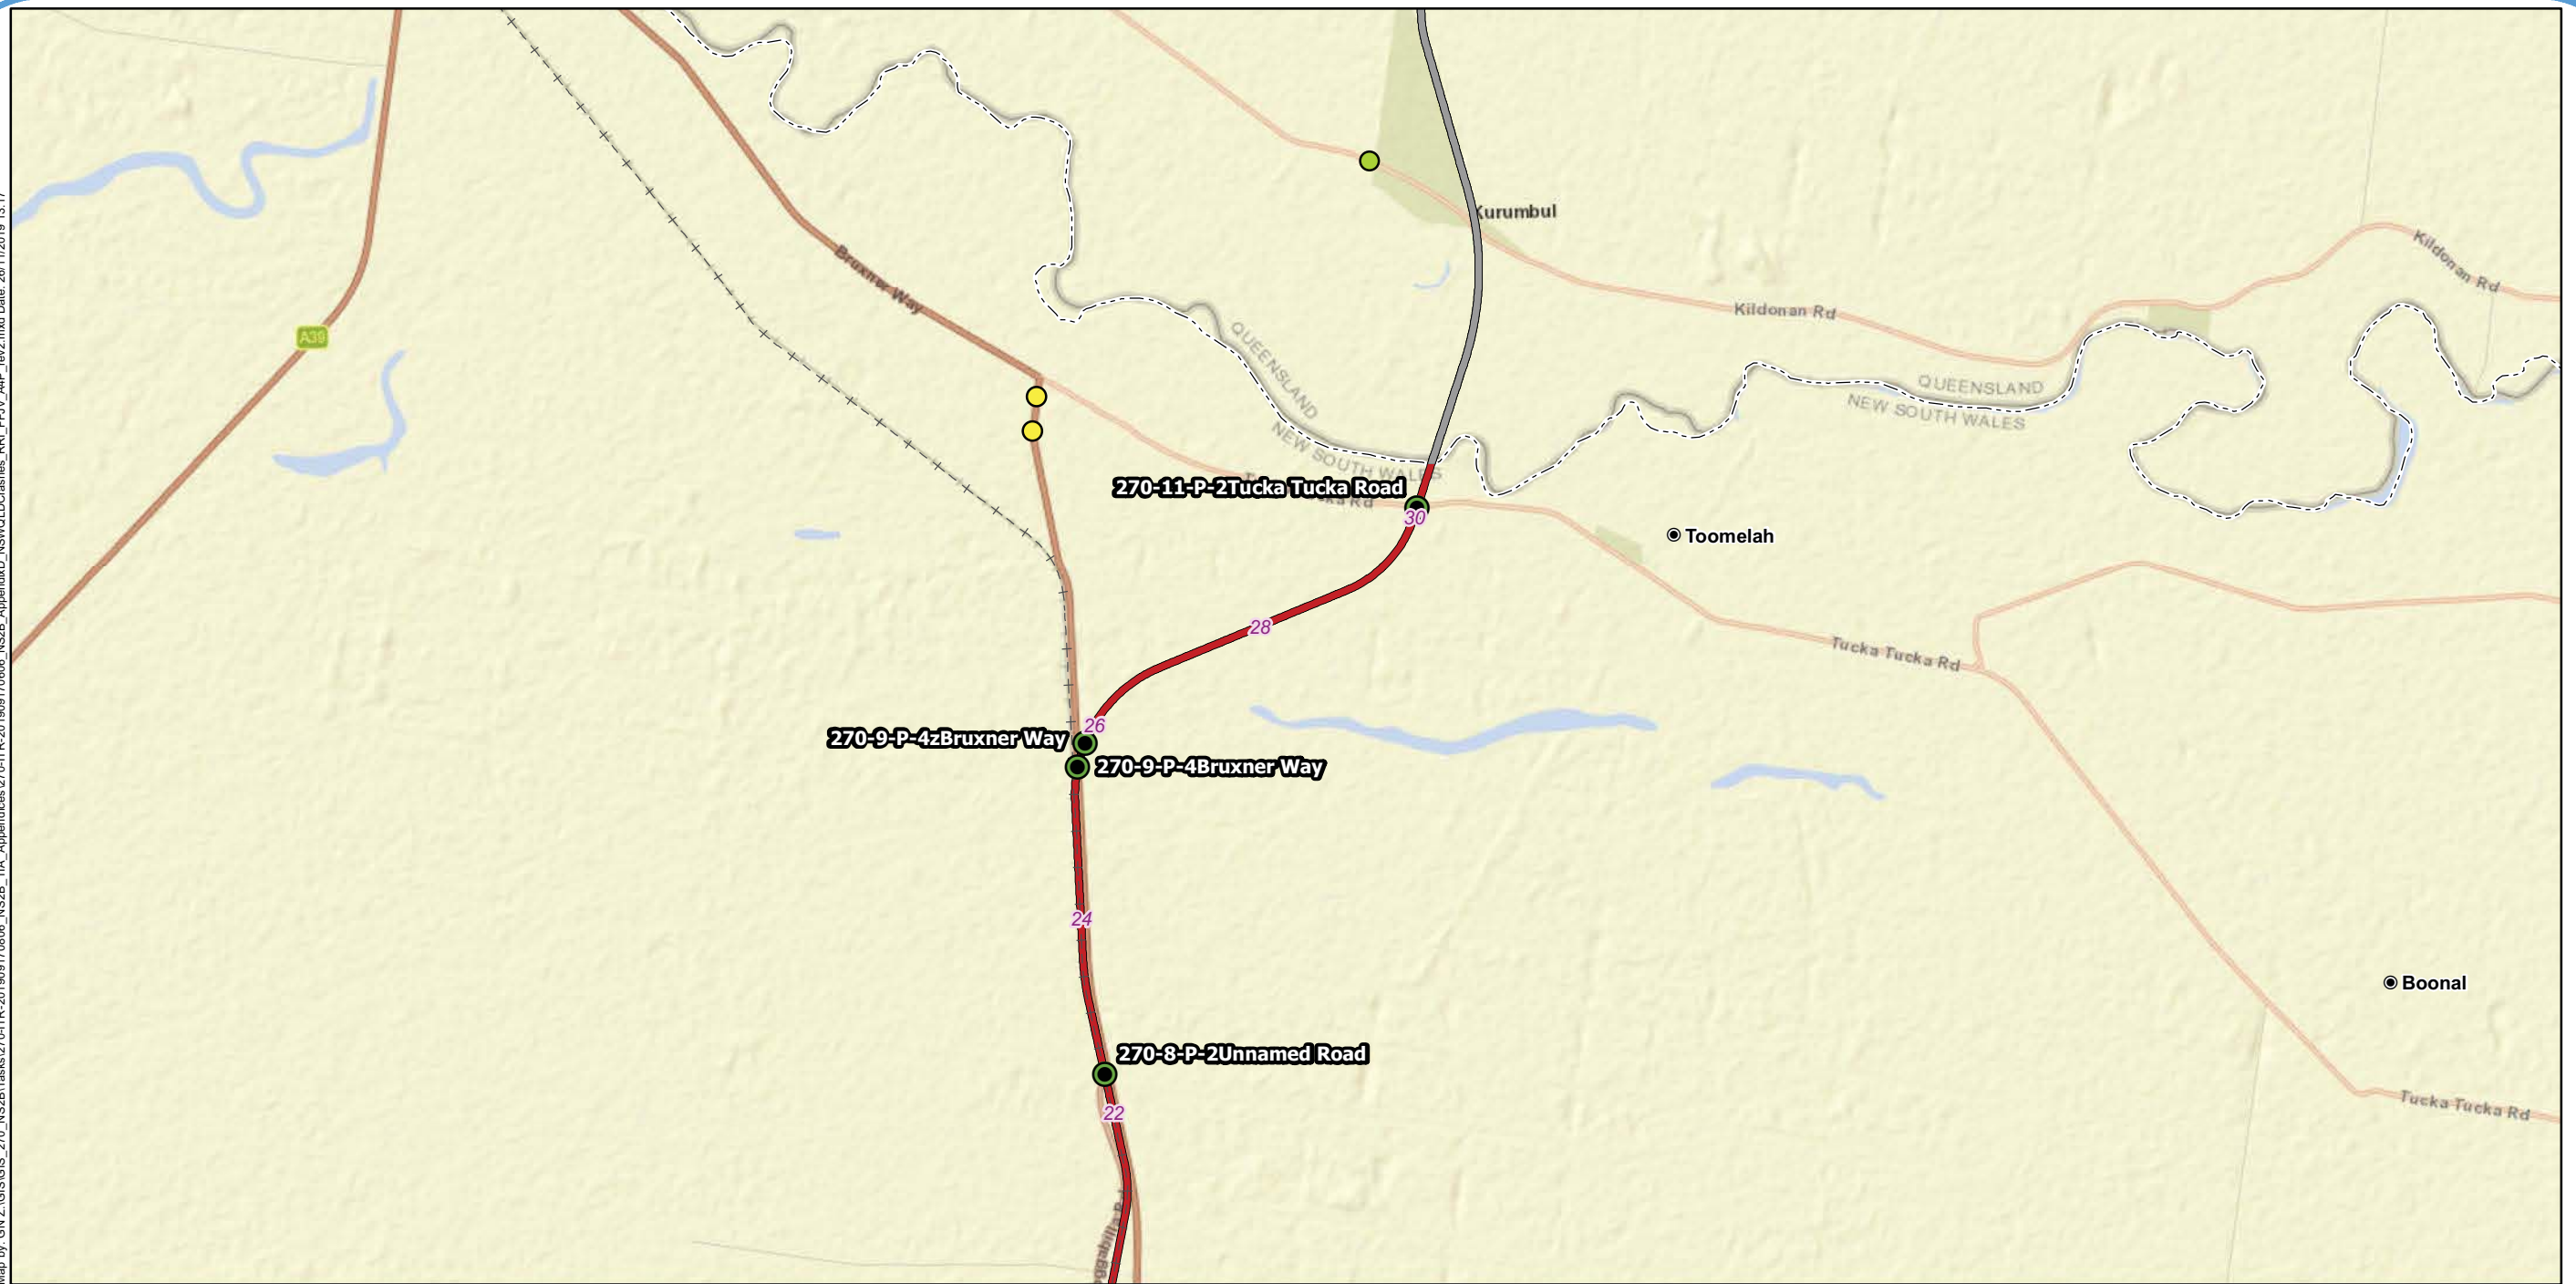 Kurumbul
Kildonan Rd
Bruxner Way
Kildonan Rd
A39
QUEENSLAND
QUEENSLAND
NEW SOUTH WALES
NEW SOUTH WALES
270-11-P-2Tucka Tucka Road
30
Toomelah
28
Tucka Tucka Rd
26
270-9-P-4zBruxner Way
270-9-P-4Bruxner Way
24
Boonal
270-8-P-2Unnamed Road
22
Tucka Tucka Rd